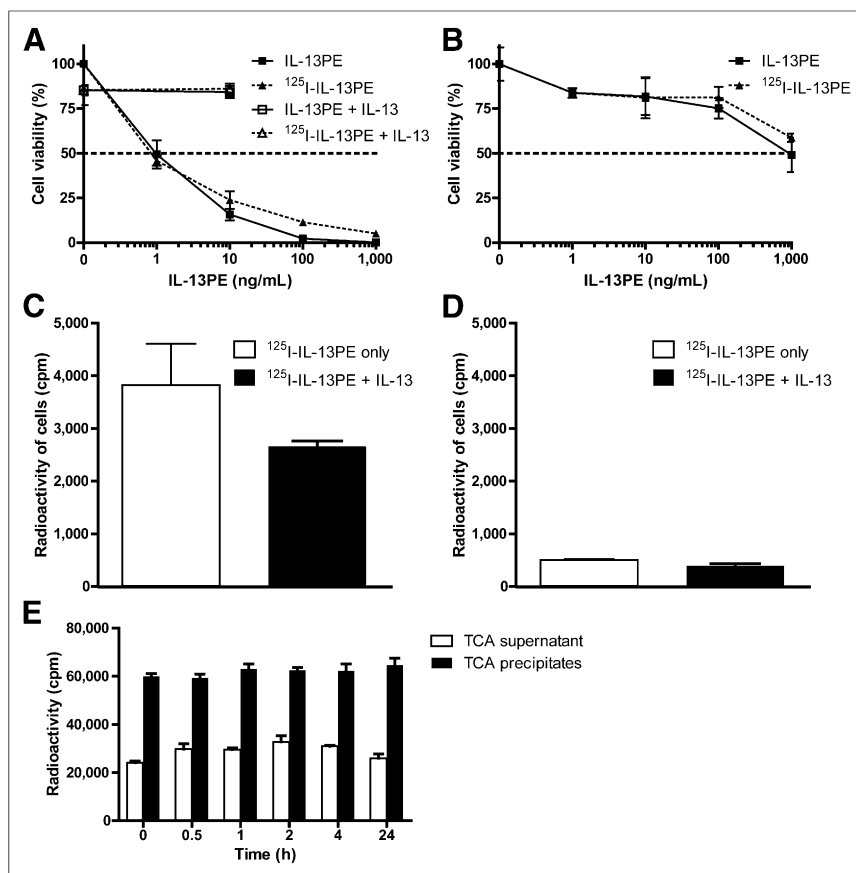 A
100
75
50
25
0
Cell viability (%)
IL-13PE
¹²⁵I-IL-13PE
IL-13PE + IL-13
¹²⁵I-IL-13PE + IL-13
0
1
10
100
1,000
IL-13PE (ng/mL)
B
100
75
50
25
0
Cell viability (%)
IL-13PE
¹²⁵I-IL-13PE
0
1
10
100
1,000
IL-13PE (ng/mL)
C
5,000
4,000
3,000
2,000
1,000
0
Radioactivity of cells (cpm)
¹²⁵I-IL-13PE only
¹²⁵I-IL-13PE + IL-13
D
5,000
4,000
3,000
2,000
1,000
0
Radioactivity of cells (cpm)
¹²⁵I-IL-13PE only
¹²⁵I-IL-13PE + IL-13
E
80,000
60,000
40,000
20,000
0
Radioactivity (cpm)
TCA supernatant
TCA precipitates
0
0.5
1
2
4
24
Time (h)